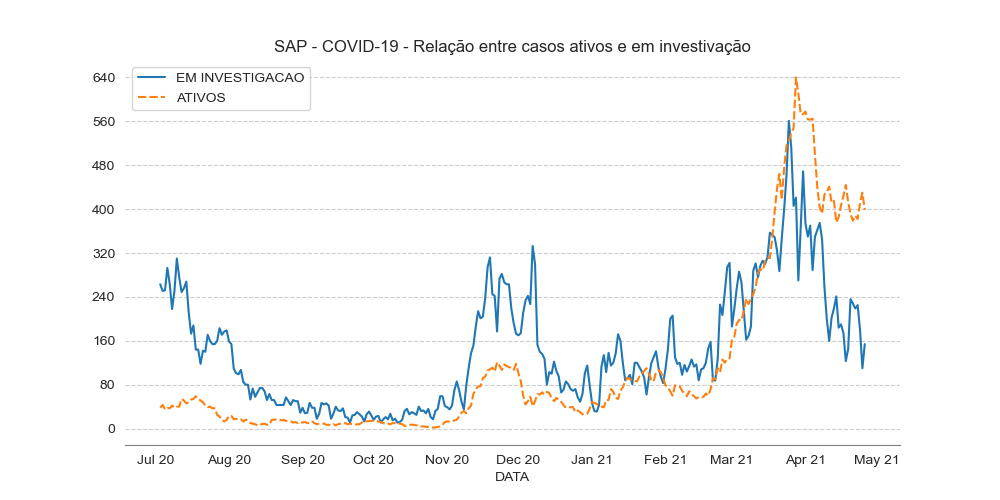 SAP - COVID-19 - Relação entre casos ativos e em investivação
EM INVESTIGACAO
ATIVOS
640
560
480
400
320
240
160
80
0
Jul 20 Aug 20 Sep 20 Oct 20 Nov 20 Dec 20 Jan 21 Feb 21 Mar 21 Apr 21 May 21
DATA